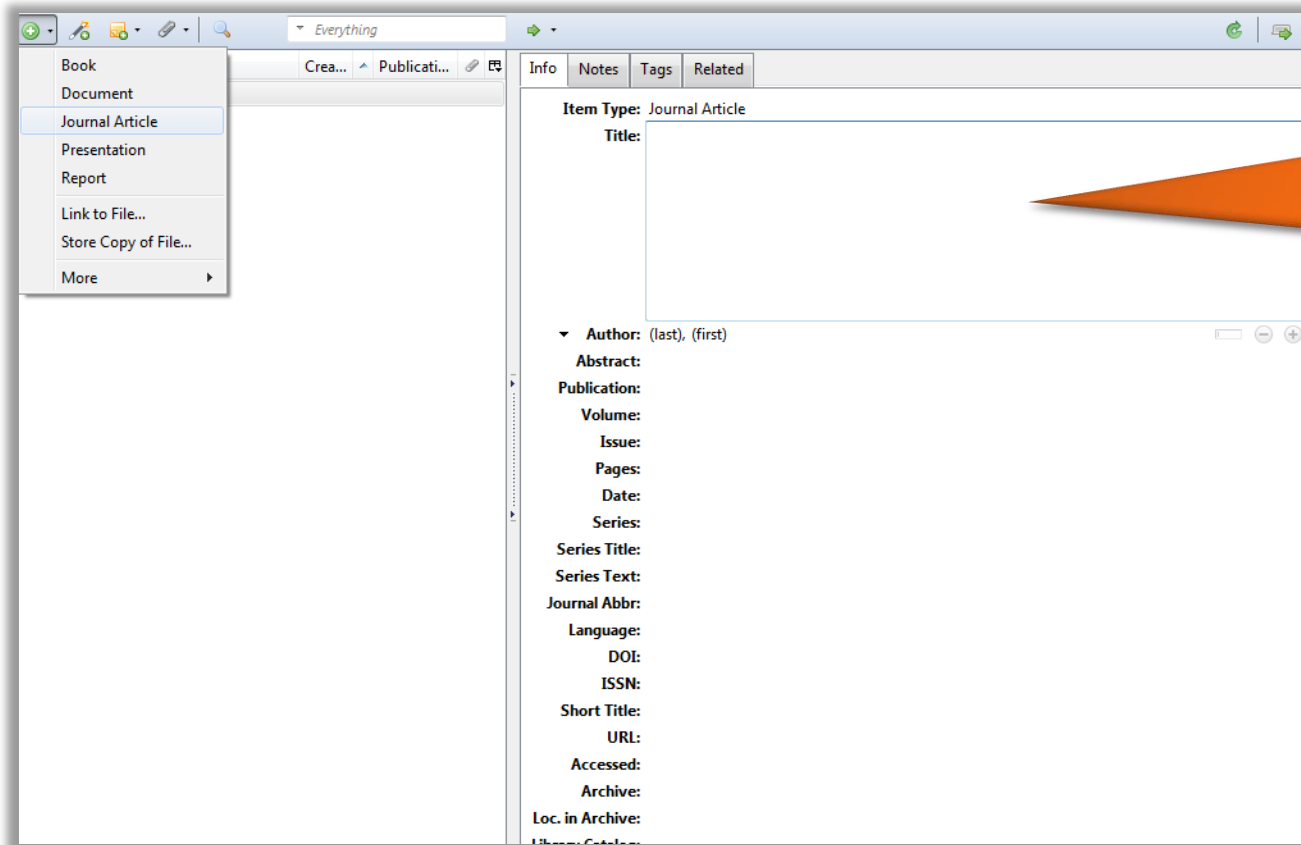 Everything
Book
Document
Journal Article
Presentation
Report
Link to File...
Store Copy of File...
More
Crea... Publicati...
Info Notes Tags Related
Item Type: Journal Article
Title:
Author: (last), (first)
Abstract:
Publication:
Volume:
Issue:
Pages:
Date:
Series:
Series Title:
Series Text:
Journal Abbr:
Language:
DOI:
ISSN:
Short Title:
URL:
Accessed:
Archive:
Loc. in Archive:
Library Catalog: